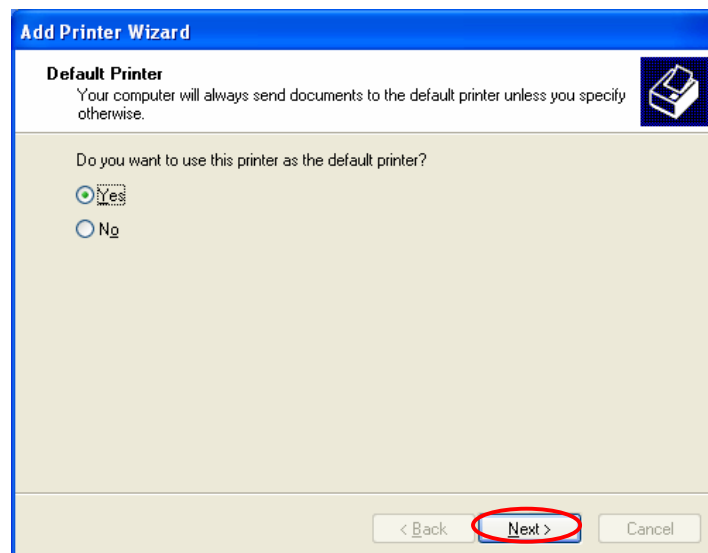 Add Printer Wizard
Default Printer
Your computer will always send documents to the default printer unless you specify
otherwise.
Do you want to use this printer as the default printer?
Yes
No
< Back
Next >
Cancel